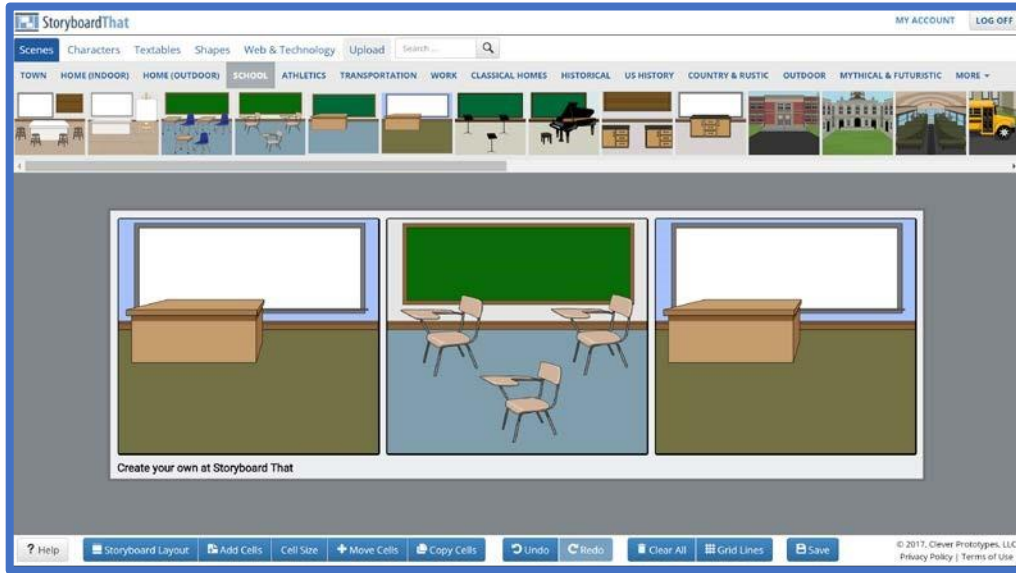 StoryboardThat
MY ACCOUNT LOG OFF
Scenes Characters Textables Shapes Web & Technology Upload Search ...
TOWN HOME (INDOOR) HOME (OUTDOOR) SCHOOL ATHLETICS TRANSPORTATION WORK CLASSICAL HOMES HISTORICAL US HISTORY COUNTRY & RUSTIC OUTDOOR MYTHICAL & FUTURISTIC MORE
Create your own at Storyboard That
? Help Storyboard Layout Add Cells Cell Size Move Cells Copy Cells Undo Redo Clear All Grid Lines Save
© 2017, Clever Prototypes, LLC
Privacy Policy | Terms of Use